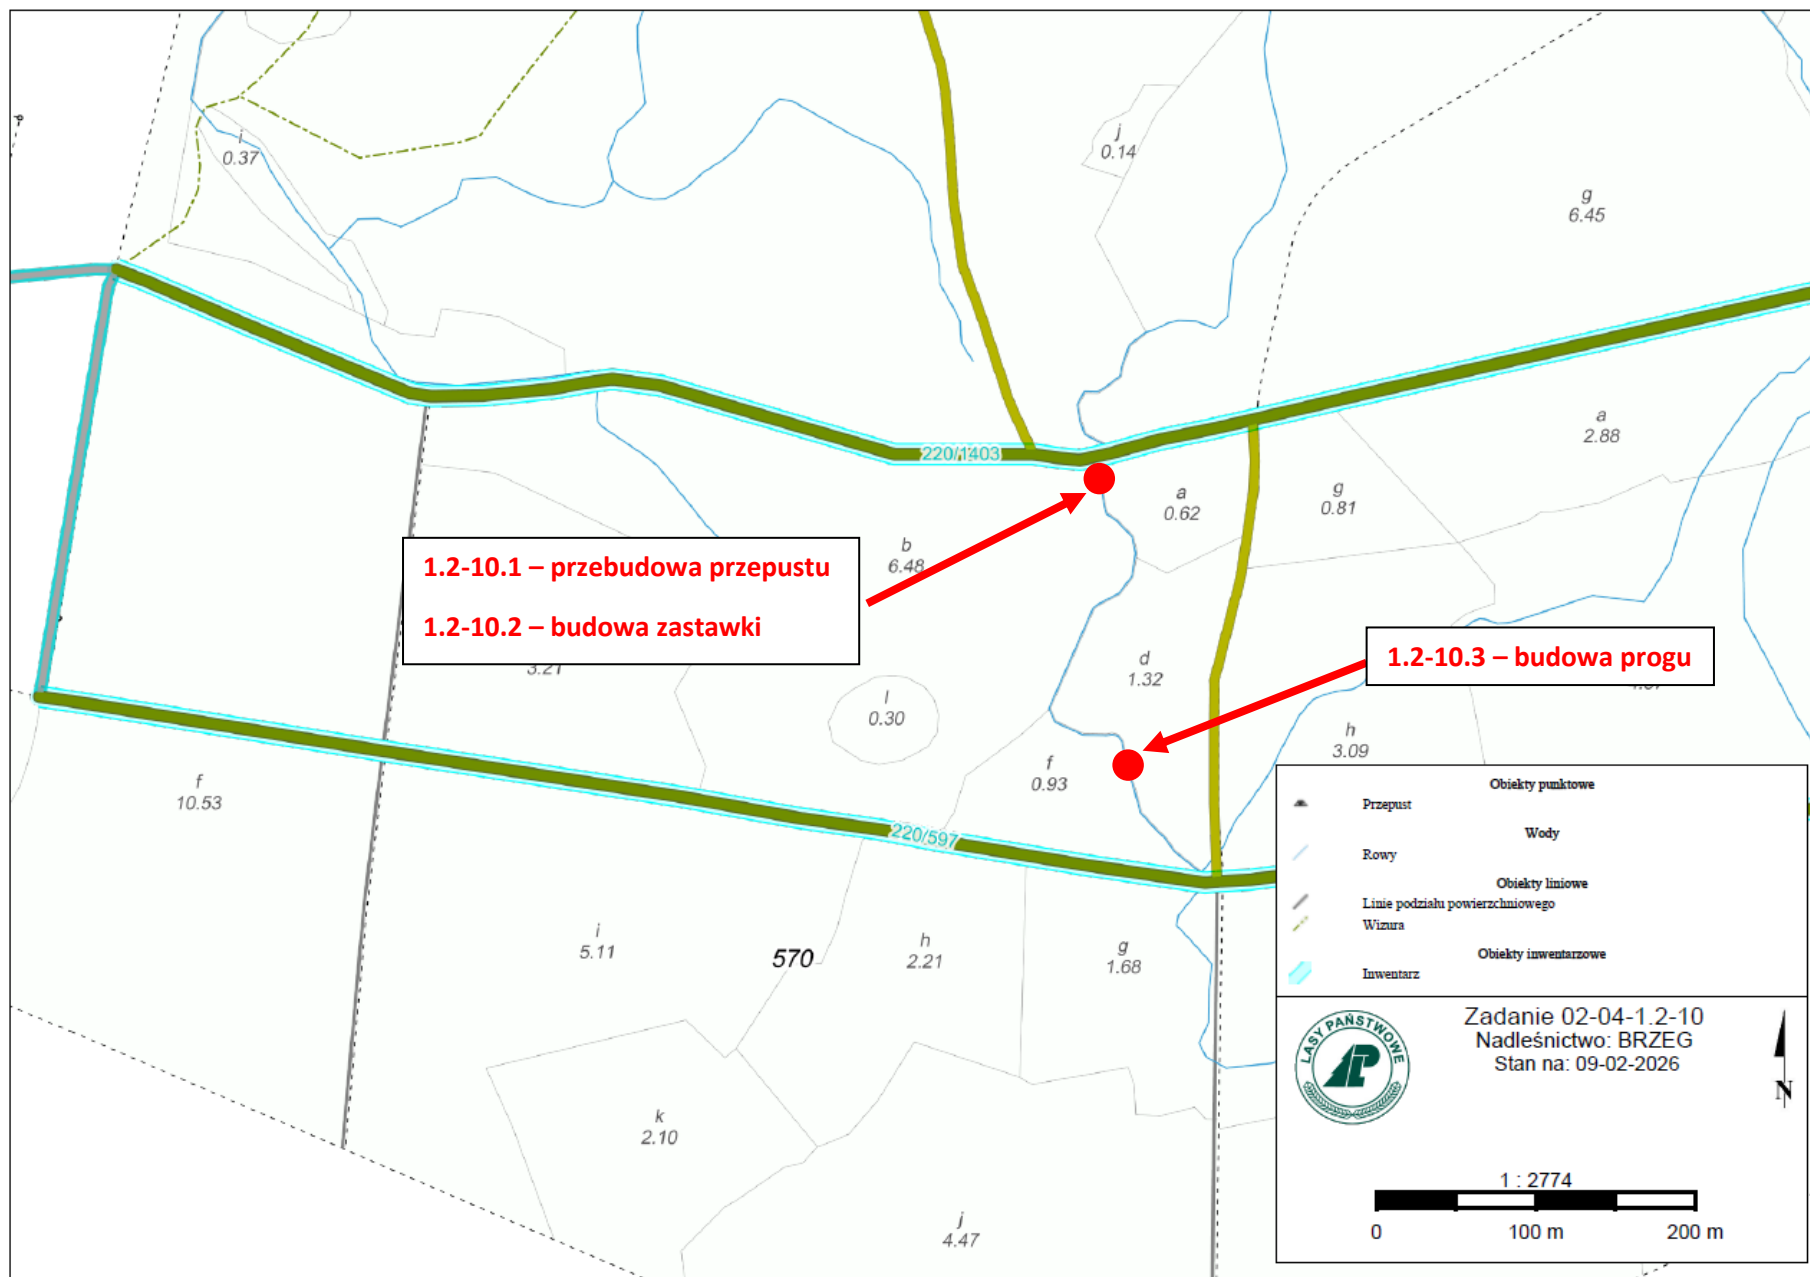 i
0.37
j
0.14
g
6.45
a
2.88
220/1403
a
0.62
g
0.81
b
6.48
1.2-10.1 – przebudowa przepustu
1.2-10.2 – budowa zastawki
3.21
1.2-10.3 – budowa progu
d
1.32
l
0.30
h
3.09
f
0.93
f
10.53
220/597
i
5.11
570
h
2.21
g
1.68
k
2.10
j
4.47
Obiekty punktowe
Przepust
Wody
Rowy
Obiekty liniowe
Linie podziału powierzchniowego
Wizura
Obiekty inwentarzowe
Inwentarz
LASY PAŃSTWOWE
LP
Zadanie 02-04-1.2-10
Nadleśnictwo: BRZEG
Stan na: 09-02-2026
N
1 : 2774
0 100 m 200 m